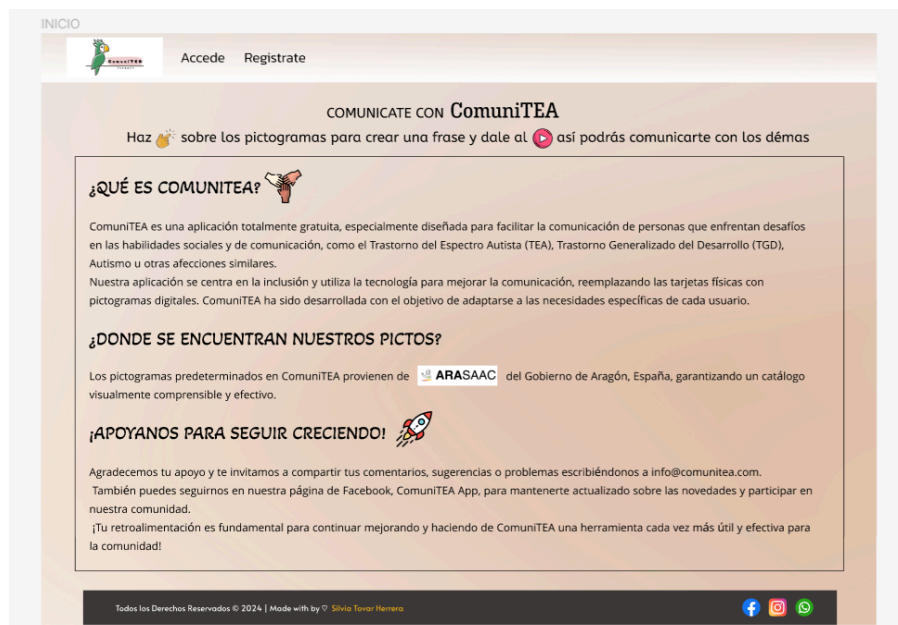 INICIO
ComuniTEA
Accede Registrate
COMUNICATE CON ComuniTEA
Haz sobre los pictogramas para crear una frase y dale al así podrás comunicarte con los démas
¿QUÉ ES COMUNITEA?
ComuniTEA es una aplicación totalmente gratuita, especialmente diseñada para facilitar la comunicación de personas que enfrentan desafíos
en las habilidades sociales y de comunicación, como el Trastorno del Espectro Autista (TEA), Trastorno Generalizado del Desarrollo (TGD),
Autismo u otras afecciones similares.
Nuestra aplicación se centra en la inclusión y utiliza la tecnología para mejorar la comunicación, reemplazando las tarjetas físicas con
pictogramas digitales. ComuniTEA ha sido desarrollada con el objetivo de adaptarse a las necesidades específicas de cada usuario.
¿DONDE SE ENCUENTRAN NUESTROS PICTOS?
Los pictogramas predeterminados en ComuniTEA provienen de ARASAAC del Gobierno de Aragón, España, garantizando un catálogo
visualmente comprensible y efectivo.
¡APOYANOS PARA SEGUIR CRECIENDO!
Agradecemos tu apoyo y te invitamos a compartir tus comentarios, sugerencias o problemas escribiéndonos a info@comunitea.com.
También puedes seguirnos en nuestra página de Facebook, ComuniTEA App, para mantenerte actualizado sobre las novedades y participar en
nuestra comunidad.
¡Tu retroalimentación es fundamental para continuar mejorando y haciendo de ComuniTEA una herramienta cada vez más útil y efectiva para
la comunidad!
Todos los Derechos Reservados © 2024 | Made with by ♡ Silvia Tovar Herrera